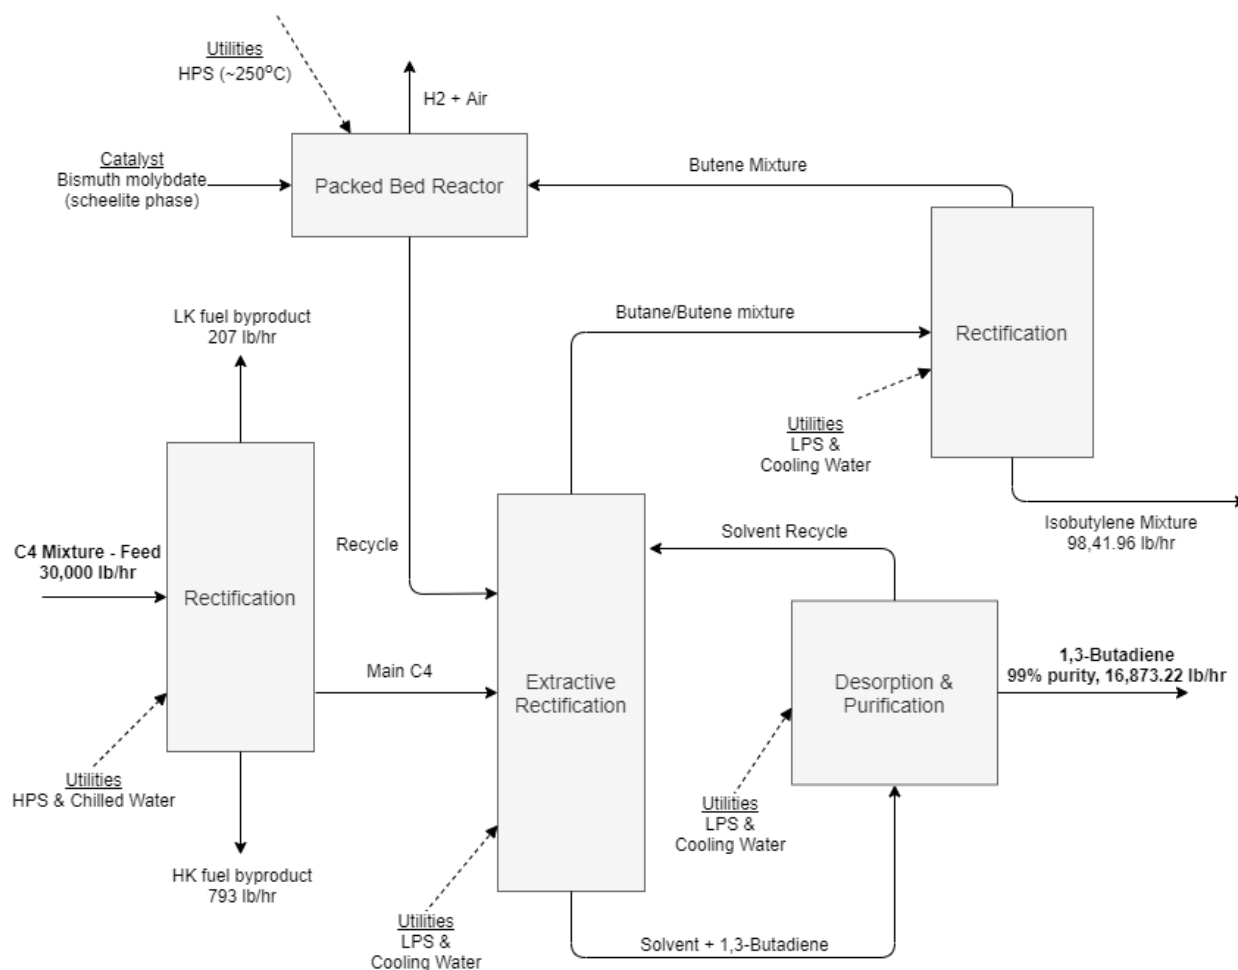 Utilities
HPS (~250°C)
H2 + Air
Catalyst
Bismuth molybdate
(scheelite phase)
Packed Bed Reactor
Butene Mixture
LK fuel byproduct
207 lb/hr
Butane/Butene mixture
Rectification
Utilities
LPS &
Cooling Water
Isobutylene Mixture
98,41.96 lb/hr
C4 Mixture - Feed
30,000 lb/hr
Rectification
Recycle
Solvent Recycle
Main C4
Extractive
Rectification
Desorption &
Purification
1,3-Butadiene
99% purity, 16,873.22 lb/hr
Utilities
HPS & Chilled Water
Utilities
LPS &
Cooling Water
HK fuel byproduct
793 lb/hr
Utilities
LPS &
Cooling Water
Solvent + 1,3-Butadiene